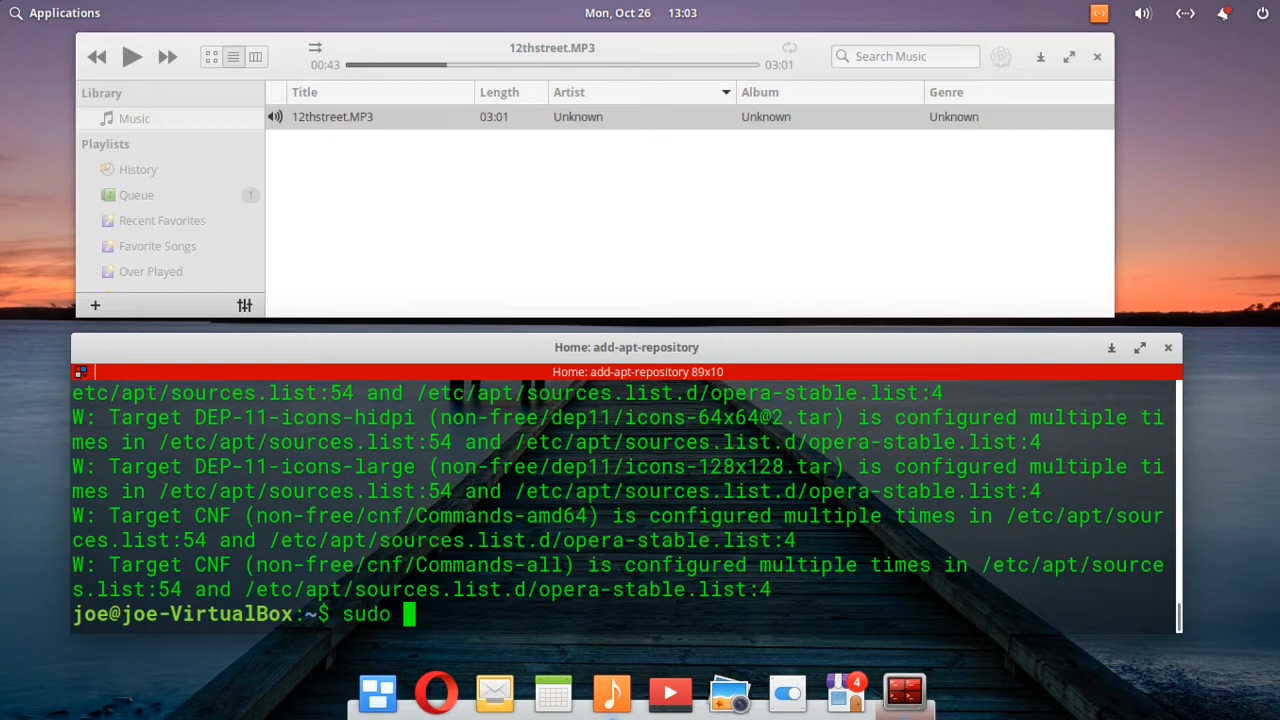 Applications
Mon, Oct 26 13:03
12thstreet.MP3
00:43
03:01
Search Music
Library
Title Length Artist Album Genre
Music
12thstreet.MP3 03:01 Unknown Unknown Unknown
Playlists
History
Queue 1
Recent Favorites
Favorite Songs
Over Played
+
Home: add-apt-repository
Home: add-apt-repository 89x10
etc/apt/sources.list:54 and /etc/apt/sources.list.d/opera-stable.list:4
W: Target DEP-11-icons-hidpi (non-free/dep11/icons-64x64@2.tar) is configured multiple ti
mes in /etc/apt/sources.list:54 and /etc/apt/sources.list.d/opera-stable.list:4
W: Target DEP-11-icons-large (non-free/dep11/icons-128x128.tar) is configured multiple ti
mes in /etc/apt/sources.list:54 and /etc/apt/sources.list.d/opera-stable.list:4
W: Target CNF (non-free/cnf/Commands-amd64) is configured multiple times in /etc/apt/sour
ces.list:54 and /etc/apt/sources.list.d/opera-stable.list:4
W: Target CNF (non-free/cnf/Commands-all) is configured multiple times in /etc/apt/source
s.list:54 and /etc/apt/sources.list.d/opera-stable.list:4
joe@joe-VirtualBox:~$ sudo
4